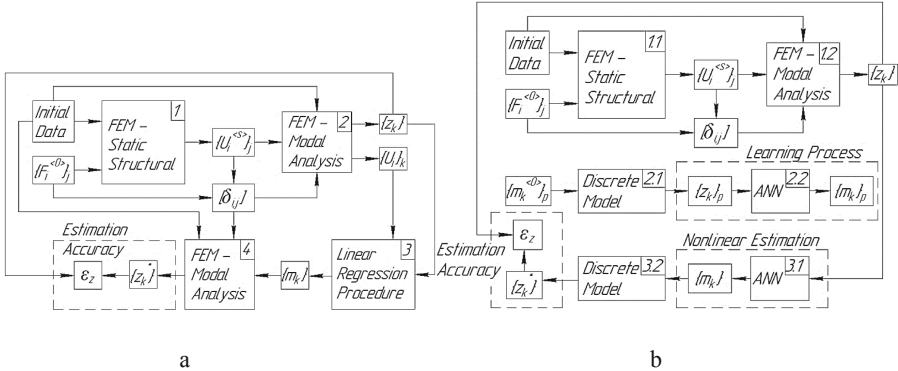 Initial
Data
FEM –
Static
Structural
1
{Uᵢ<s>}ⱼ
FEM –
Modal
Analysis
2
{zₖ}
{Fᵢ<0>}ⱼ
{Uᵢ}ₖ
[δᵢⱼ]
Estimation
Accuracy
ε_z
{zₖ*}
FEM –
Modal
Analysis
4
{mₖ}
Linear
Regression
Procedure
3
a
Initial
Data
FEM –
Static
Structural
1.1
{Uᵢ<s>}ⱼ
FEM –
Modal
Analysis
1.2
{zₖ}
{Fᵢ<0>}ⱼ
[δᵢⱼ]
Learning Process
{mₖ<0>}ₚ
Discrete
Model
2.1
{zₖ}ₚ
ANN
2.2
{mₖ}ₚ
Estimation
Accuracy
ε_z
{zₖ*}
Nonlinear Estimation
Discrete
Model
3.2
{mₖ}
ANN
3.1
b